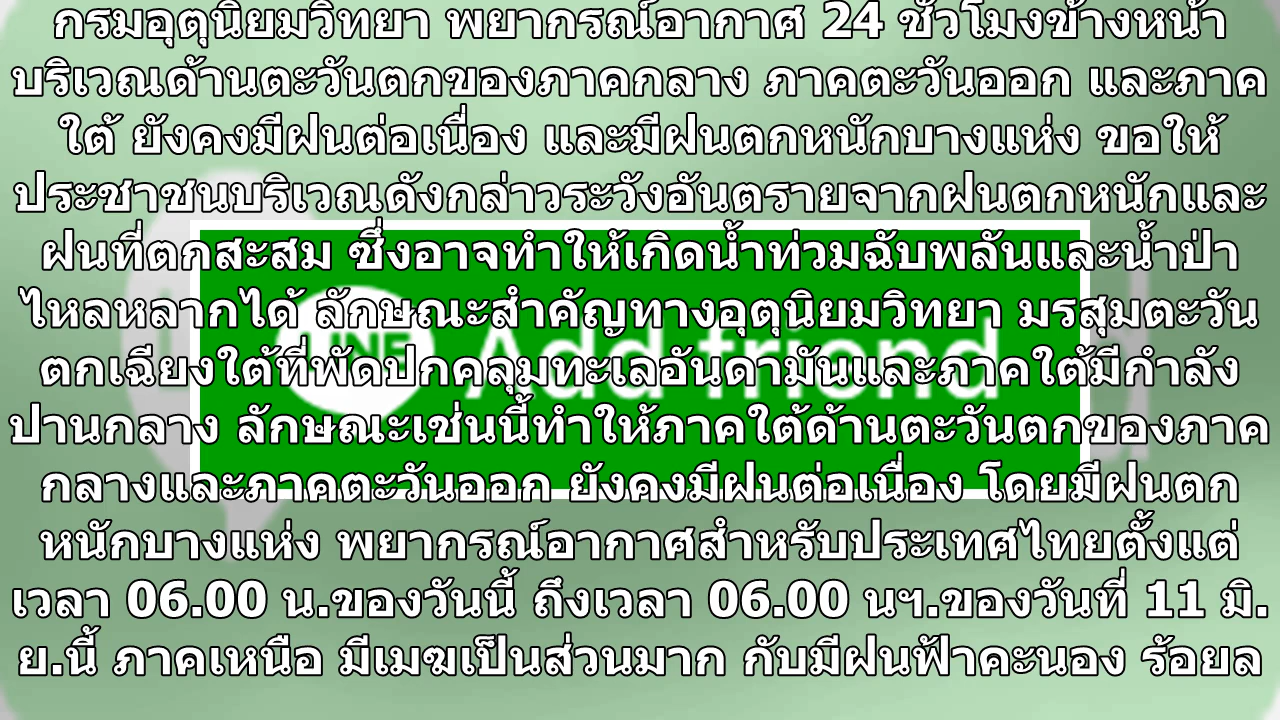 กรมอุตุนิยมวิทยา พยากรณ์อากาศ 24 ชั่วโมงข้างหน้า
บริเวณด้านตะวันตกของภาคกลาง ภาคตะวันออก และภาค
ใต้ ยังคงมีฝนต่อเนื่อง และมีฝนตกหนักบางแห่ง ขอให้
ประชาชนบริเวณดังกล่าวระวังอันตรายจากฝนตกหนักและ
ฝนที่ตกสะสม ซึ่งอาจทำให้เกิดน้ำท่วมฉับพลันและน้ำป่า
ไหลหลากได้ ลักษณะสำคัญทางอุตุนิยมวิทยา มรสุมตะวัน
ตกเฉียงใต้ที่พัดปกคลุมทะเลอันดามันและภาคใต้มีกำลัง
ปานกลาง ลักษณะเช่นนี้ทำให้ภาคใต้ด้านตะวันตกของภาค
กลางและภาคตะวันออก ยังคงมีฝนต่อเนื่อง โดยมีฝนตก
หนักบางแห่ง พยากรณ์อากาศสำหรับประเทศไทยตั้งแต่
เวลา 06.00 น.ของวันนี้ ถึงเวลา 06.00 นฯ.ของวันที่ 11 มิ.
ย.นี้ ภาคเหนือ มีเมฆเป็นส่วนมาก กับมีฝนฟ้าคะนอง ร้อยล
LINE Add friend